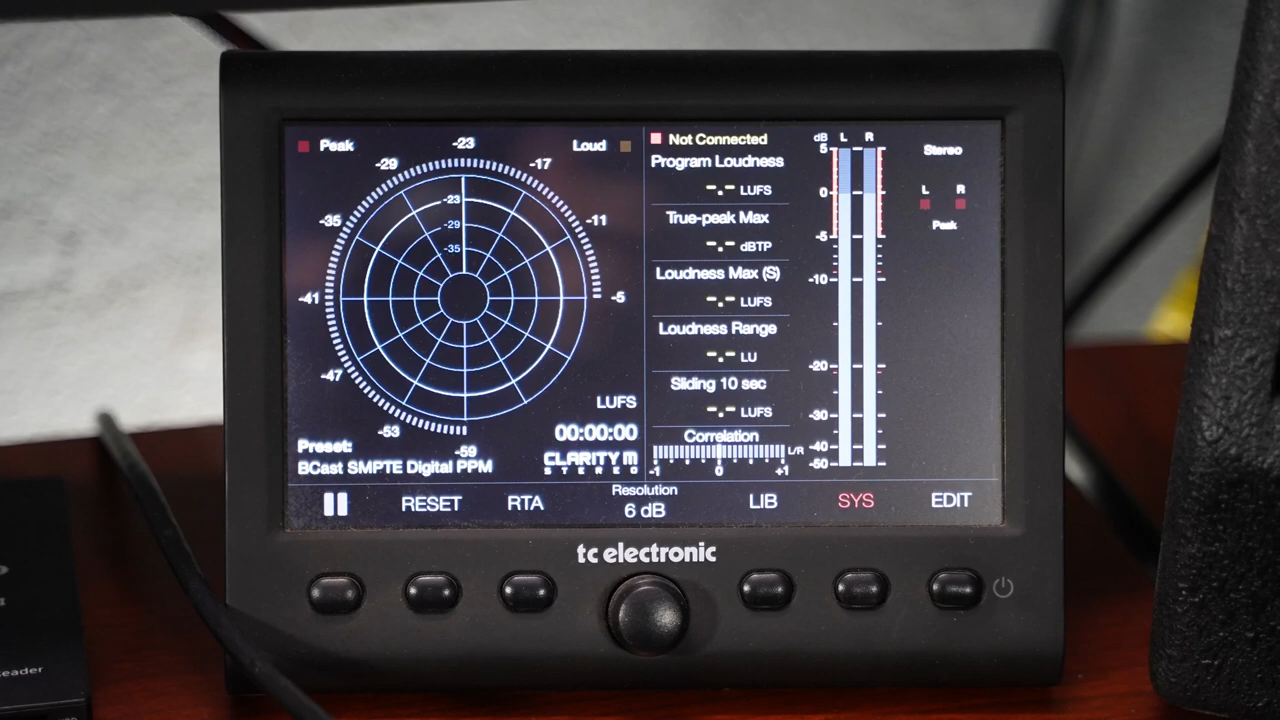 Peak
Loud
-23
-29
-17
-35
-11
-41
-5
-47
-53
-59
-23
-29
-35
LUFS
00:00:00
Preset:
BCast SMPTE Digital PPM
CLARITY M
STEREO
Not Connected
Program Loudness
-.- LUFS
True-peak Max
-.- dBTP
Loudness Max (S)
-.- LUFS
Loudness Range
-.- LU
Sliding 10 sec
-.- LUFS
Correlation
L/R
-1 0 +1
dB L R
5
0
-5
-10
-20
-30
-40
-50
Stereo
L R
Peak
RESET
RTA
Resolution
6 dB
LIB
SYS
EDIT
tc electronic